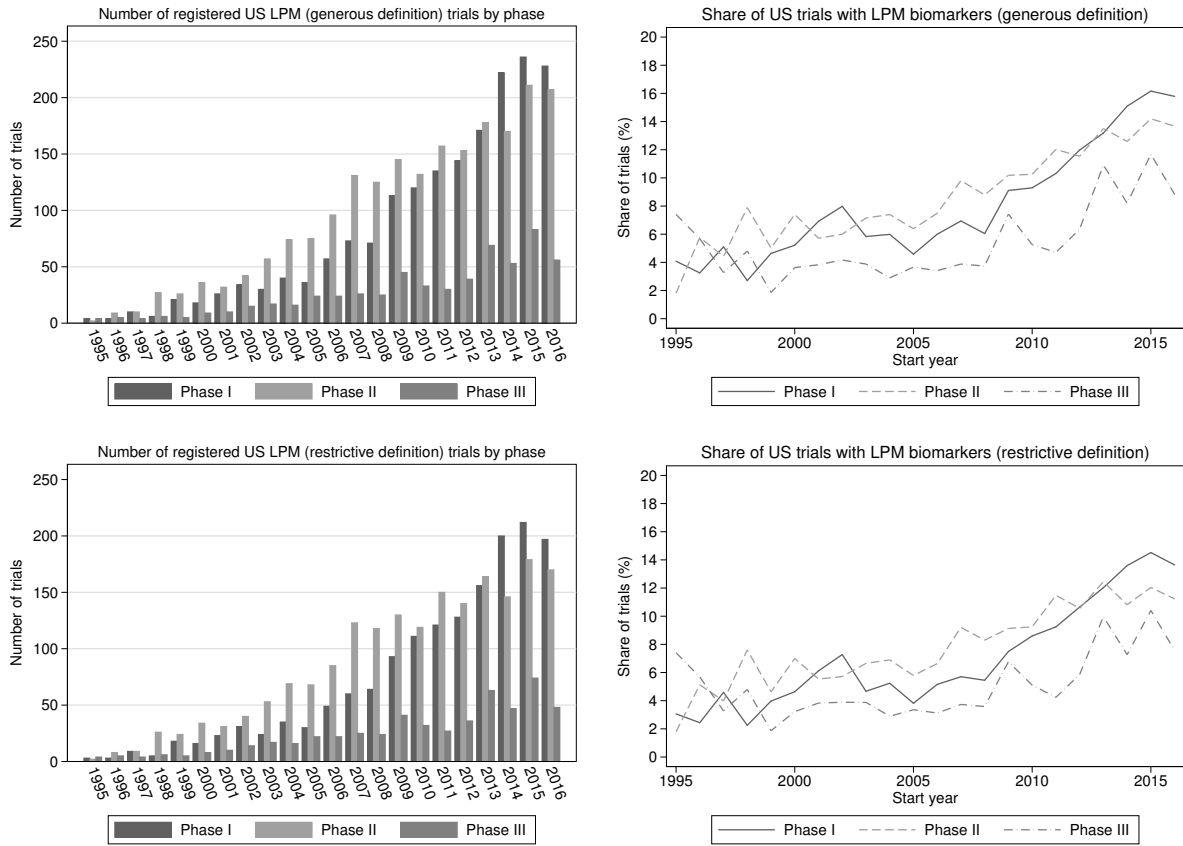 Number of registered US LPM (generous definition) trials by phase
Number of trials
250
200
150
100
50
0
1995 1996 1997 1998 1999 2000 2001 2002 2003 2004 2005 2006 2007 2008 2009 2010 2011 2012 2013 2014 2015 2016
Phase I Phase II Phase III
Share of US trials with LPM biomarkers (generous definition)
Share of trials (%)
20
18
16
14
12
10
8
6
4
2
0
1995 2000 2005 2010 2015
Start year
Phase I Phase II Phase III
Number of registered US LPM (restrictive definition) trials by phase
Number of trials
250
200
150
100
50
0
1995 1996 1997 1998 1999 2000 2001 2002 2003 2004 2005 2006 2007 2008 2009 2010 2011 2012 2013 2014 2015 2016
Phase I Phase II Phase III
Share of US trials with LPM biomarkers (restrictive definition)
Share of trials (%)
20
18
16
14
12
10
8
6
4
2
0
1995 2000 2005 2010 2015
Start year
Phase I Phase II Phase III